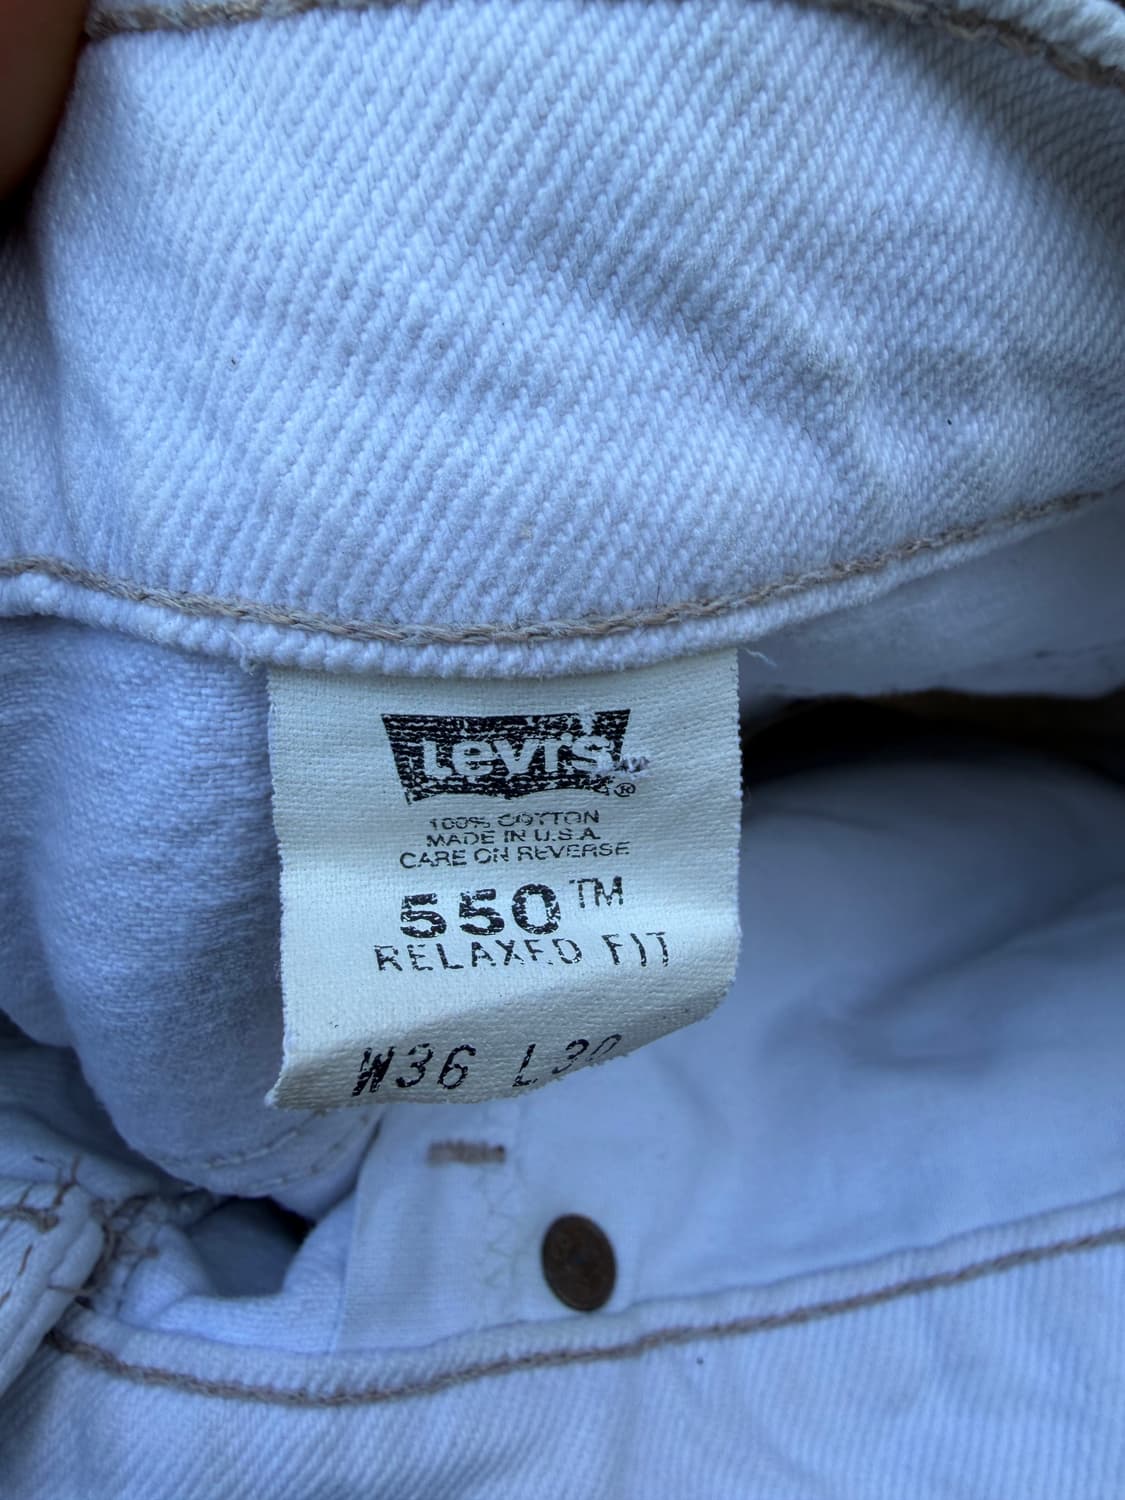 Levi's ®
100% COTTON
MADE IN U.S.A.
CARE ON REVERSE
550™
RELAXED FIT
W36 L30